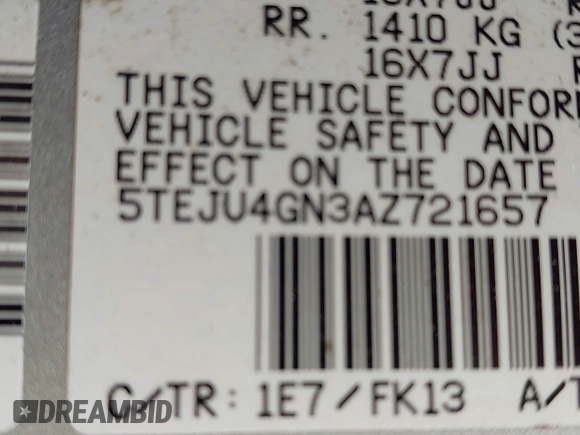 RR. 1410 KG (3
16X7JJ
THIS VEHICLE CONFOR
VEHICLE SAFETY AND
EFFECT ON THE DATE
5TEJU4GN3AZ721657
C/TR: 1E7/FK13 A/T
DREAMBID